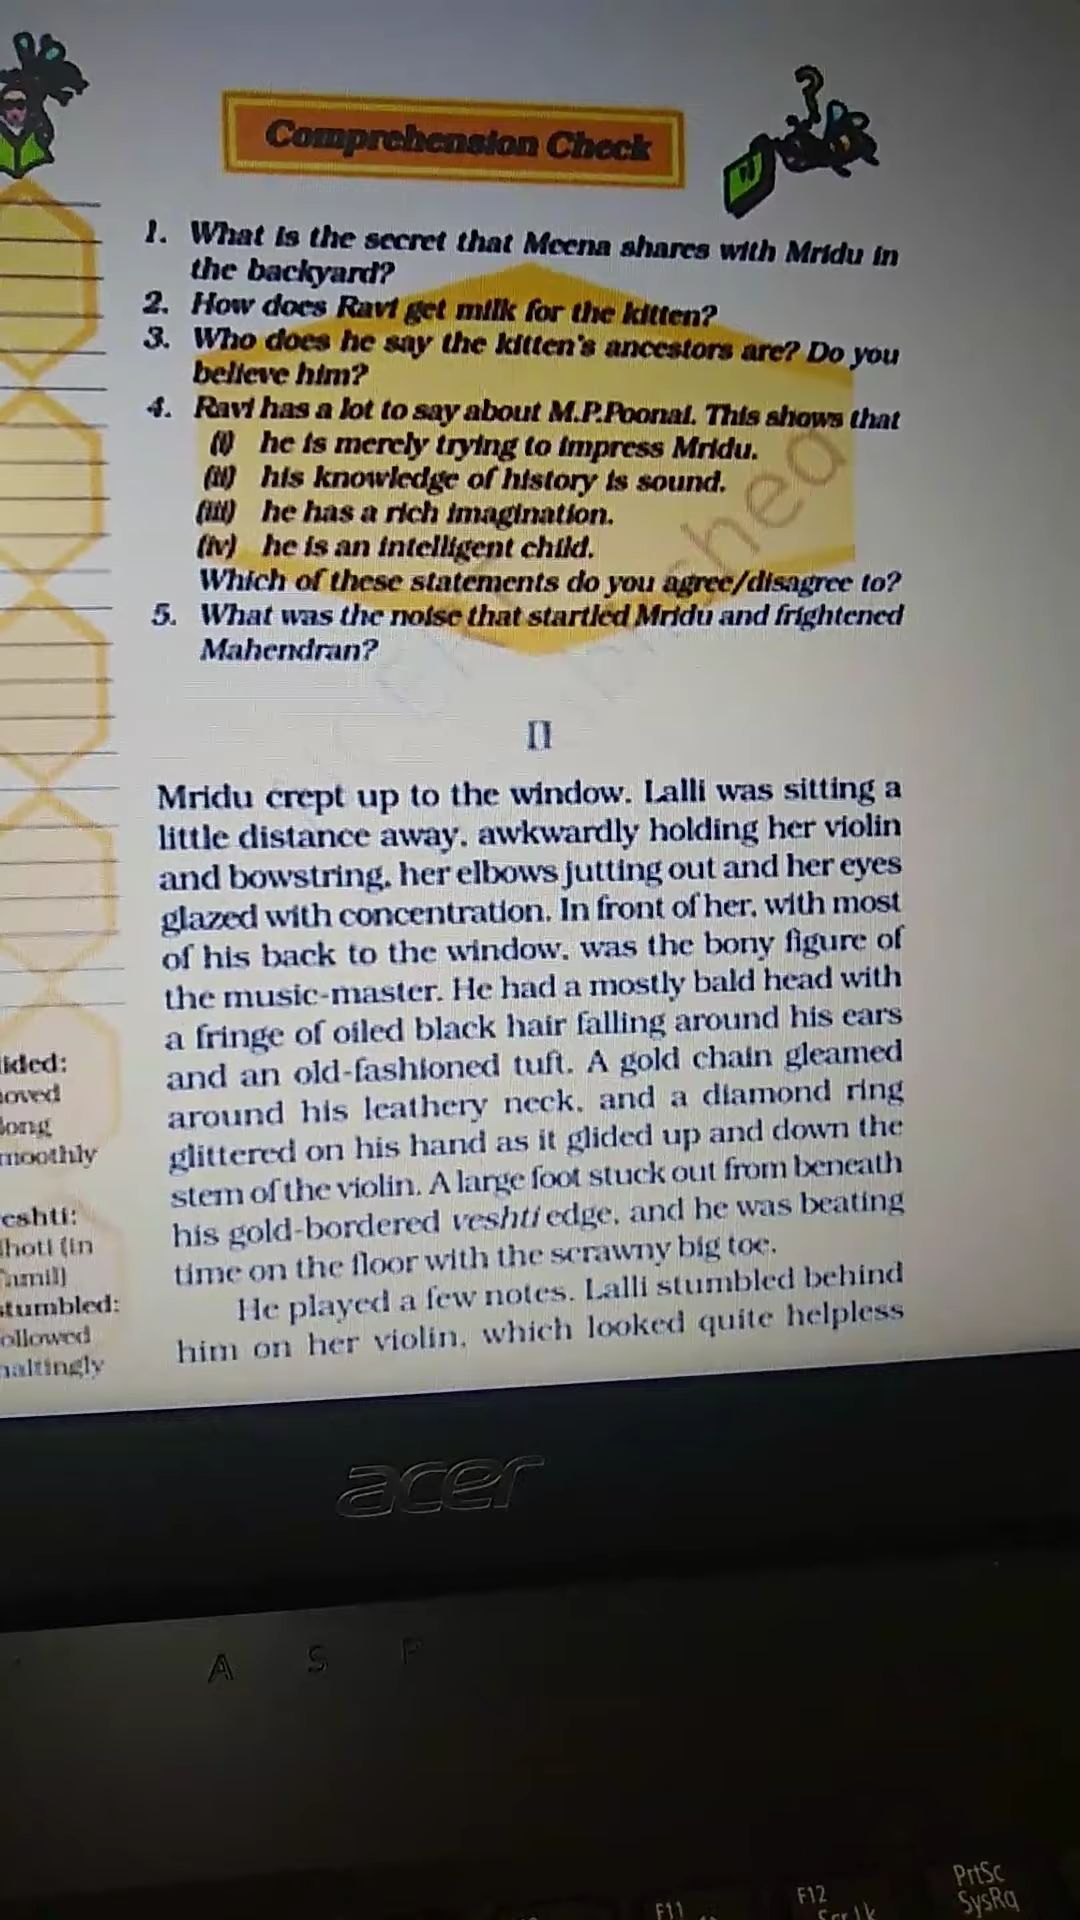 Comprehension Check
1. What is the secret that Meena shares with Mridu in
the backyard?
2. How does Ravi get milk for the kitten?
3. Who does he say the kitten's ancestors are? Do you
believe him?
4. Ravi has a lot to say about M.P.Poonai. This shows that
(i) he is merely trying to impress Mridu.
(ii) his knowledge of history is sound.
(iii) he has a rich imagination.
(iv) he is an intelligent child.
Which of these statements do you agree/disagree to?
5. What was the noise that startled Mridu and frightened
Mahendran?
II
Mridu crept up to the window. Lalli was sitting a
little distance away, awkwardly holding her violin
and bowstring, her elbows jutting out and her eyes
glazed with concentration. In front of her, with most
of his back to the window, was the bony figure of
the music-master. He had a mostly bald head with
a fringe of oiled black hair falling around his ears
and an old-fashioned tuft. A gold chain gleamed
around his leathery neck, and a diamond ring
glittered on his hand as it glided up and down the
stem of the violin. A large foot stuck out from beneath
his gold-bordered veshti edge, and he was beating
time on the floor with the scrawny big toe.
He played a few notes. Lalli stumbled behind
him on her violin, which looked quite helpless
lided:
oved
long
moothly
eshti:
hoti (in
amil)
stumbled:
ollowed
haltingly
acer
A S P
F11
F12
Scr Lk
PrtSc
SysRq